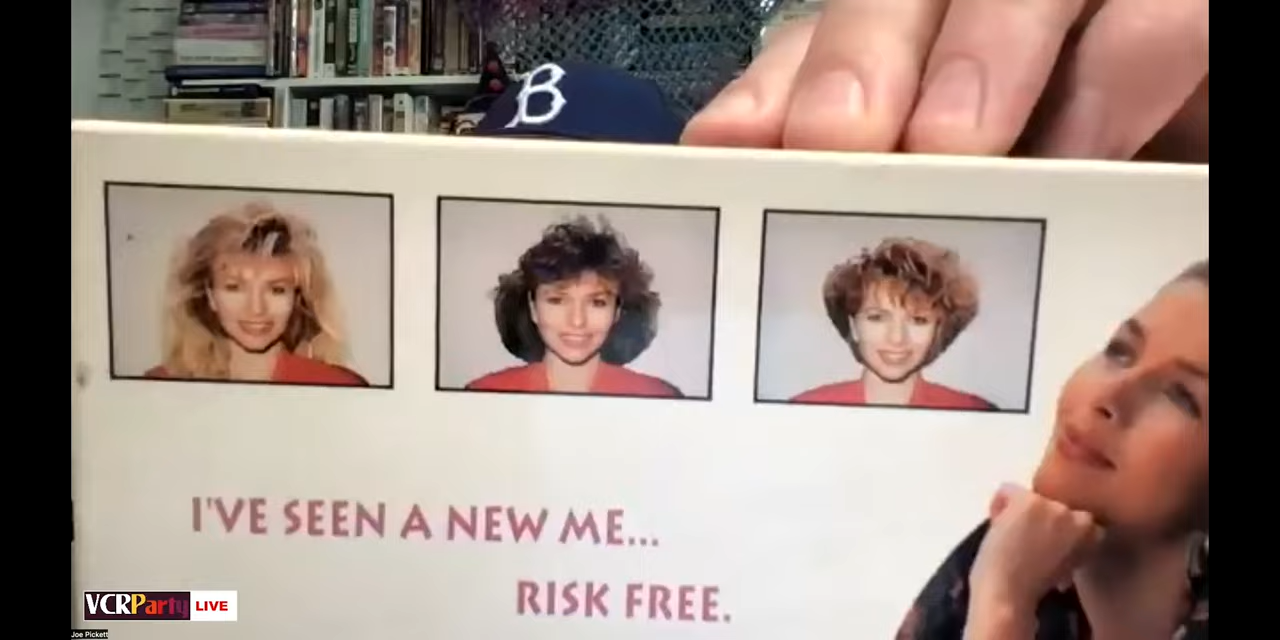 B
I'VE SEEN A NEW ME...
RISK FREE.
VCRParty LIVE
Joe Pickett